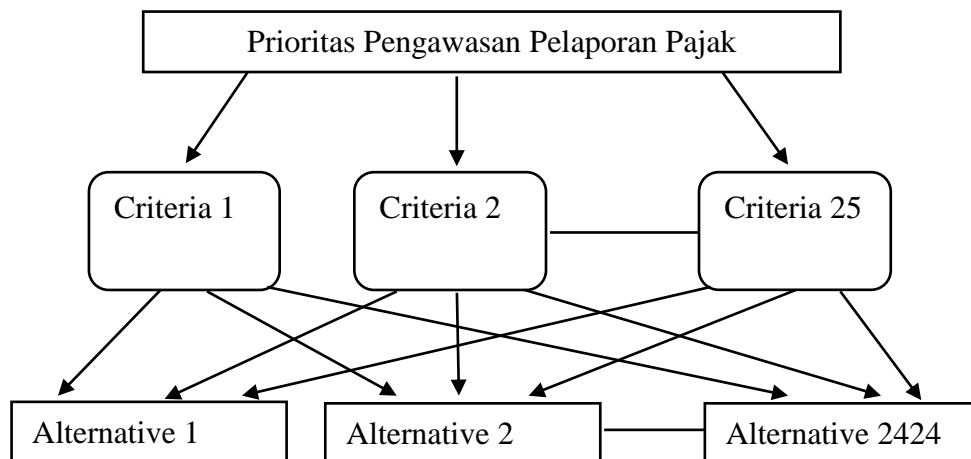 Prioritas Pengawasan Pelaporan Pajak
Criteria 1
Criteria 2
Criteria 25
Alternative 1
Alternative 2
Alternative 2424